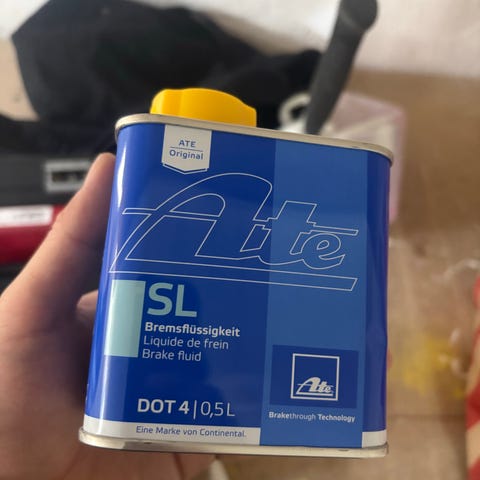 ATE
Original
Ate
SL
Bremsflüssigkeit
Liquide de frein
Brake fluid
DOT 4 | 0,5 L
Ate
Brakethrough Technology
Eine Marke von Continental.